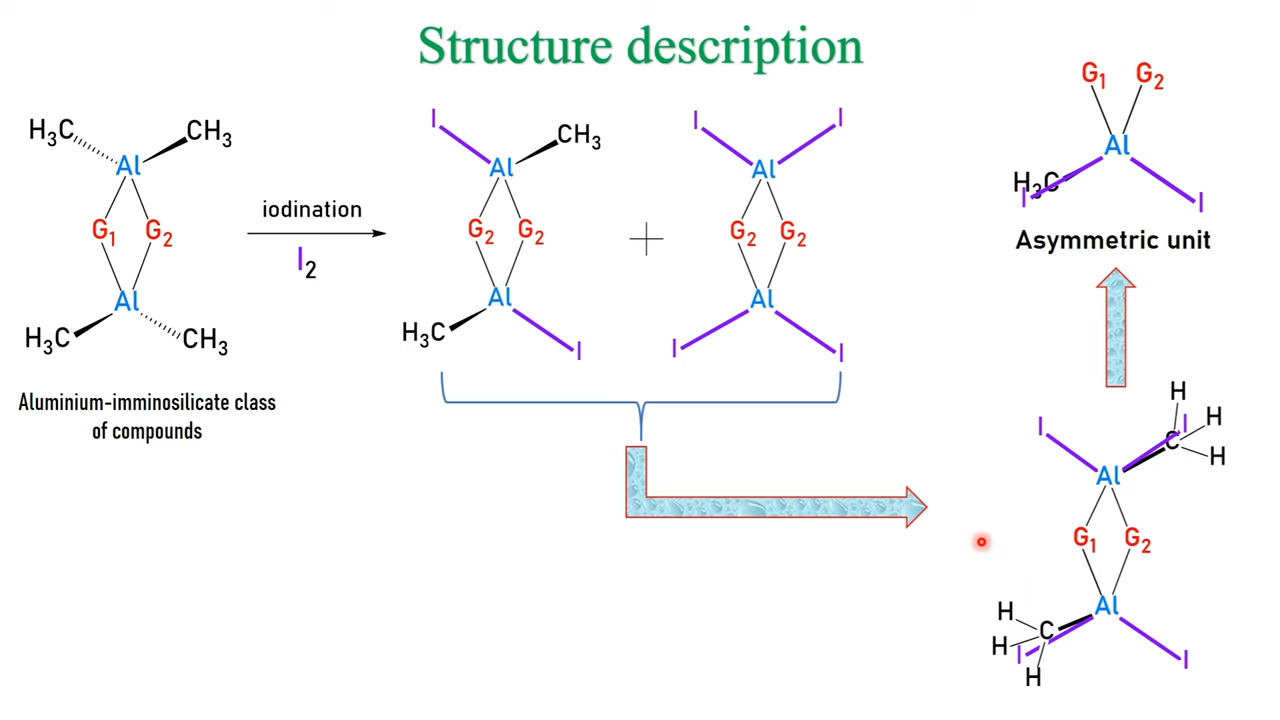 Structure description
H₃C CH₃
Al
G₁ G₂
Al
H₃C CH₃
Aluminium-imminosilicate class
of compounds
iodination
I₂
I CH₃
Al
G₂ G₂
Al
H₃C I
+
I I
Al
G₂ G₂
Al
I I
G₁ G₂
Al
H₃C
I I
Asymmetric unit
H
I I C H
H
Al
G₁ G₂
Al
H
C
H I I
H